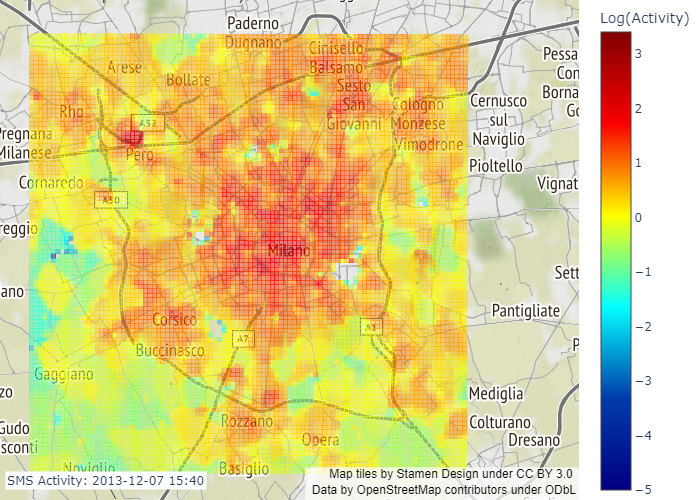 Paderno
Dugnano
Cinisello
Balsamo
Arese
Bollate
Sesto
San
Giovanni
Cologno
Monzese
Rho
A52
Pero
Pregnana
Milanese
Vimodrone
Cernusco
sul
Naviglio
Pioltello
Pessa
Con
Borna
Go
Vignat
Cornaredo
A50
reggio
Milano
Sett
ano
Pantigliate
Corsico
A7
Buccinasco
Gaggiano
P
zo
Mediglia
Rozzano
Colturano
Dresano
Gudo
sconti
Opera
Noviglio
Basiglio
SMS Activity: 2013-12-07 15:40
Map tiles by Stamen Design under CC BY 3.0
Data by OpenStreetMap contributors under ODbL
Log(Activity)
3
2
1
0
−1
−2
−3
−4
−5